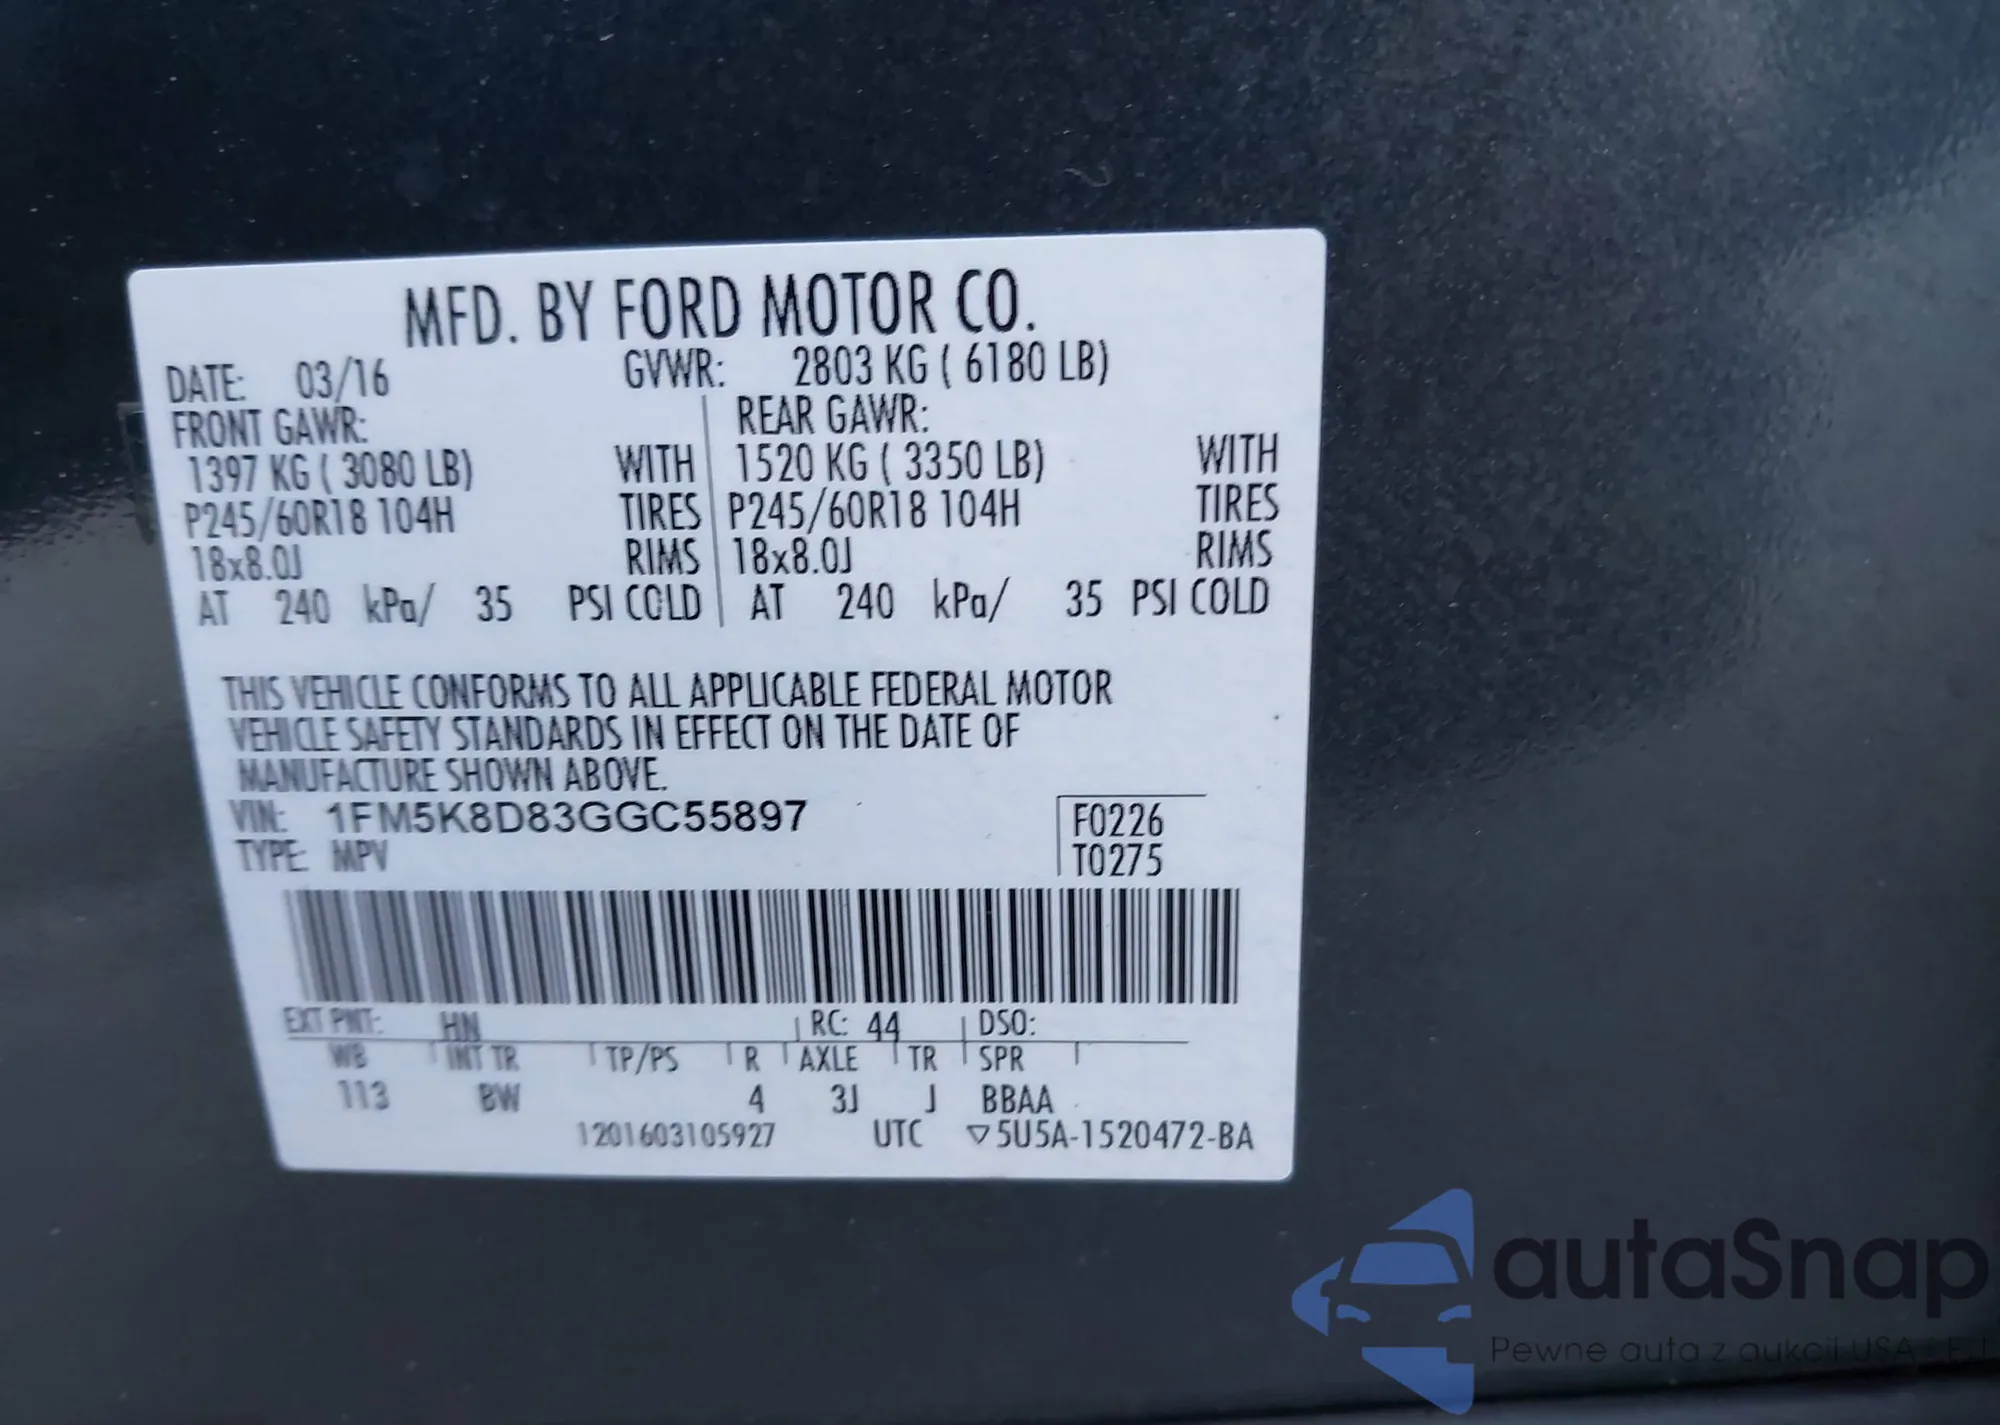 MFD. BY FORD MOTOR CO.
DATE: 03/16 GVWR: 2803 KG ( 6180 LB)
FRONT GAWR: REAR GAWR:
1397 KG ( 3080 LB) WITH 1520 KG ( 3350 LB) WITH
P245/60R18 104H TIRES P245/60R18 104H TIRES
18x8.0J RIMS 18x8.0J RIMS
AT 240 kPa/ 35 PSI COLD AT 240 kPa/ 35 PSI COLD
THIS VEHICLE CONFORMS TO ALL APPLICABLE FEDERAL MOTOR
VEHICLE SAFETY STANDARDS IN EFFECT ON THE DATE OF
MANUFACTURE SHOWN ABOVE.
VIN: 1FM5K8D83GGC55897 F0226
TYPE: MPV T0275
EXT PNT: HN RC: 44 DSO:
WB INT TR TP/PS R AXLE TR SPR
113 BW 4 3J J BBAA
1201603105927 UTC ▽5U5A-1520472-BA
autaSnap
Pewne auta z aukcji USA i EU